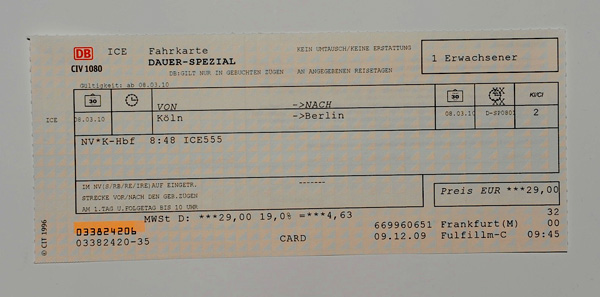 DB ICE Fahrkarte KEIN UMTAUSCH/KEINE ERSTATTUNG
CIV 1080 DAUER-SPEZIAL 1 Erwachsener
DB:GILT NUR IN GEBUCHTEN ZÜGEN AN ANGEGEBENEN REISETAGEN
Gültigkeit: ab 08.03.10
30 VON ->NACH 30 Kl/Cl
ICE 08.03.10 Köln ->Berlin 08.03.10 D-SP0801 2
NV*K-Hbf 8:48 ICE555
IM NV(S/RB/RE/IRE)AUF EINGETR. -------
STRECKE VOR/NACH DEN GEB.ZÜGEN Preis EUR ***29,00
AM 1.TAG U.FOLGETAG BIS 10 UHR
MWSt D: ***29,00 19,0% =***4,63 32
033824206 669960651 Frankfurt(M) 00
03382420-35 CARD 09.12.09 Fulfillm-C 09:45
© CIT 1996